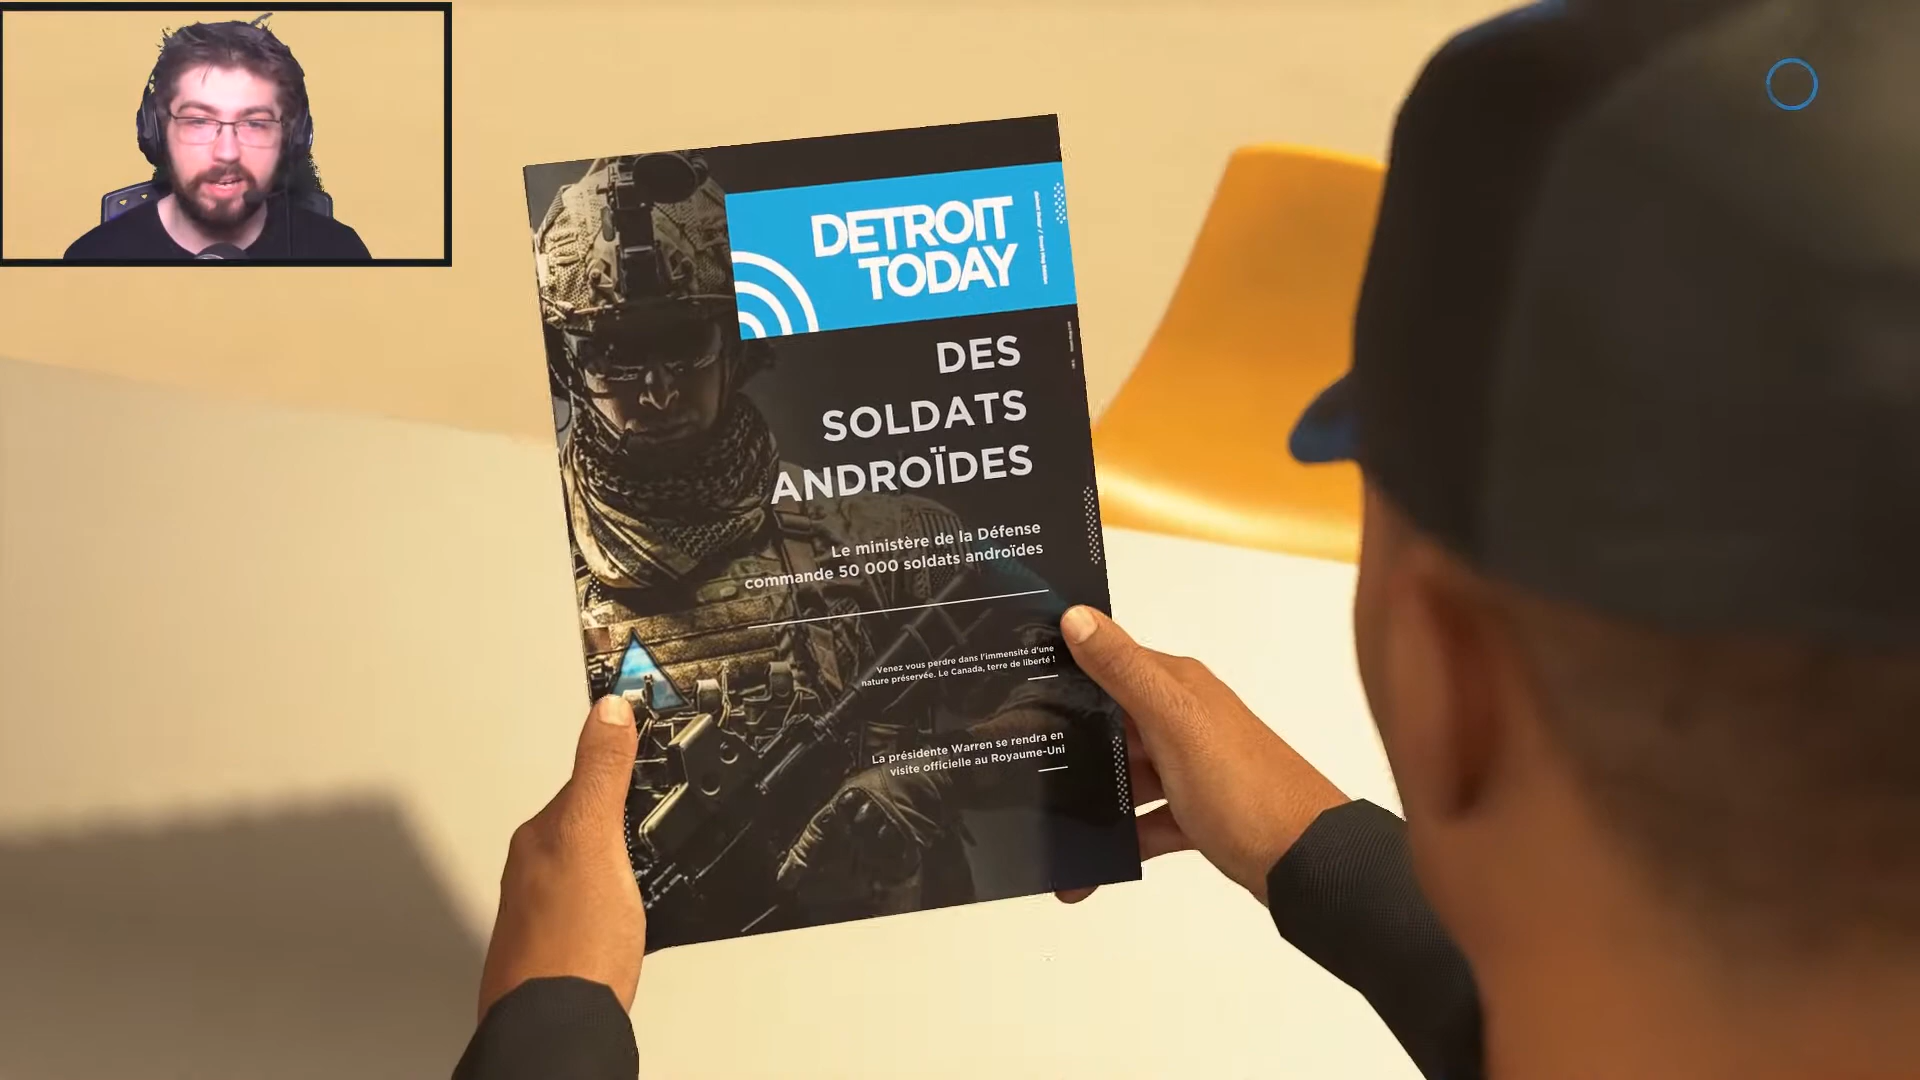 DETROIT
TODAY
DES
SOLDATS
ANDROÏDES
Le ministère de la Défense
commande 50 000 soldats androïdes
Venez vous perdre dans l'immensité d'une
nature préservée. Le Canada, terre de liberté !
La présidente Warren se rendra en
visite officielle au Royaume-Uni